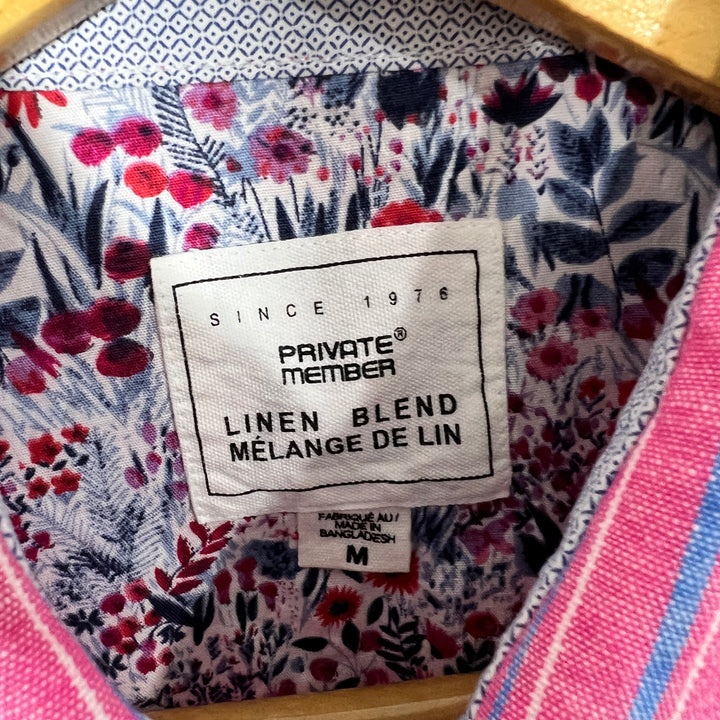 SINCE 1976
PRIVATE®
MEMBER
LINEN BLEND
MÉLANGE DE LIN
FABRIQUÉ AU/
MADE IN
BANGLADESH
M